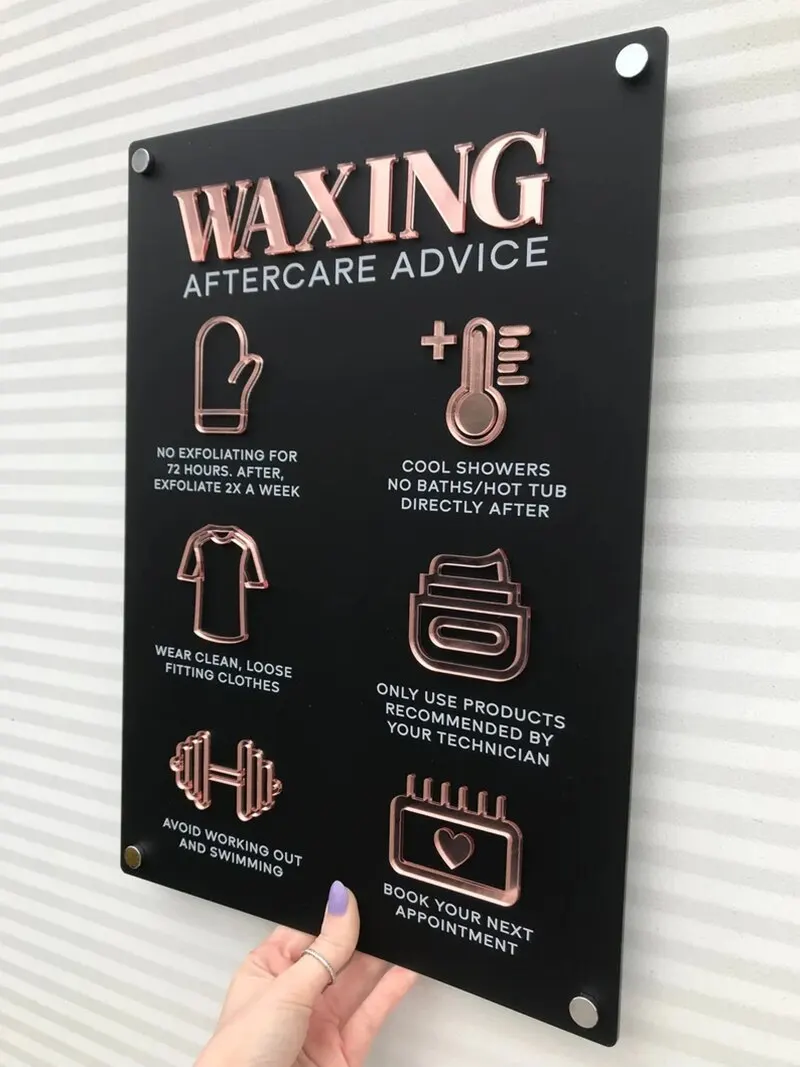 WAXING
AFTERCARE ADVICE
NO EXFOLIATING FOR
72 HOURS. AFTER,
EXFOLIATE 2X A WEEK
COOL SHOWERS
NO BATHS/HOT TUB
DIRECTLY AFTER
WEAR CLEAN, LOOSE
FITTING CLOTHES
ONLY USE PRODUCTS
RECOMMENDED BY
YOUR TECHNICIAN
AVOID WORKING OUT
AND SWIMMING
BOOK YOUR NEXT
APPOINTMENT